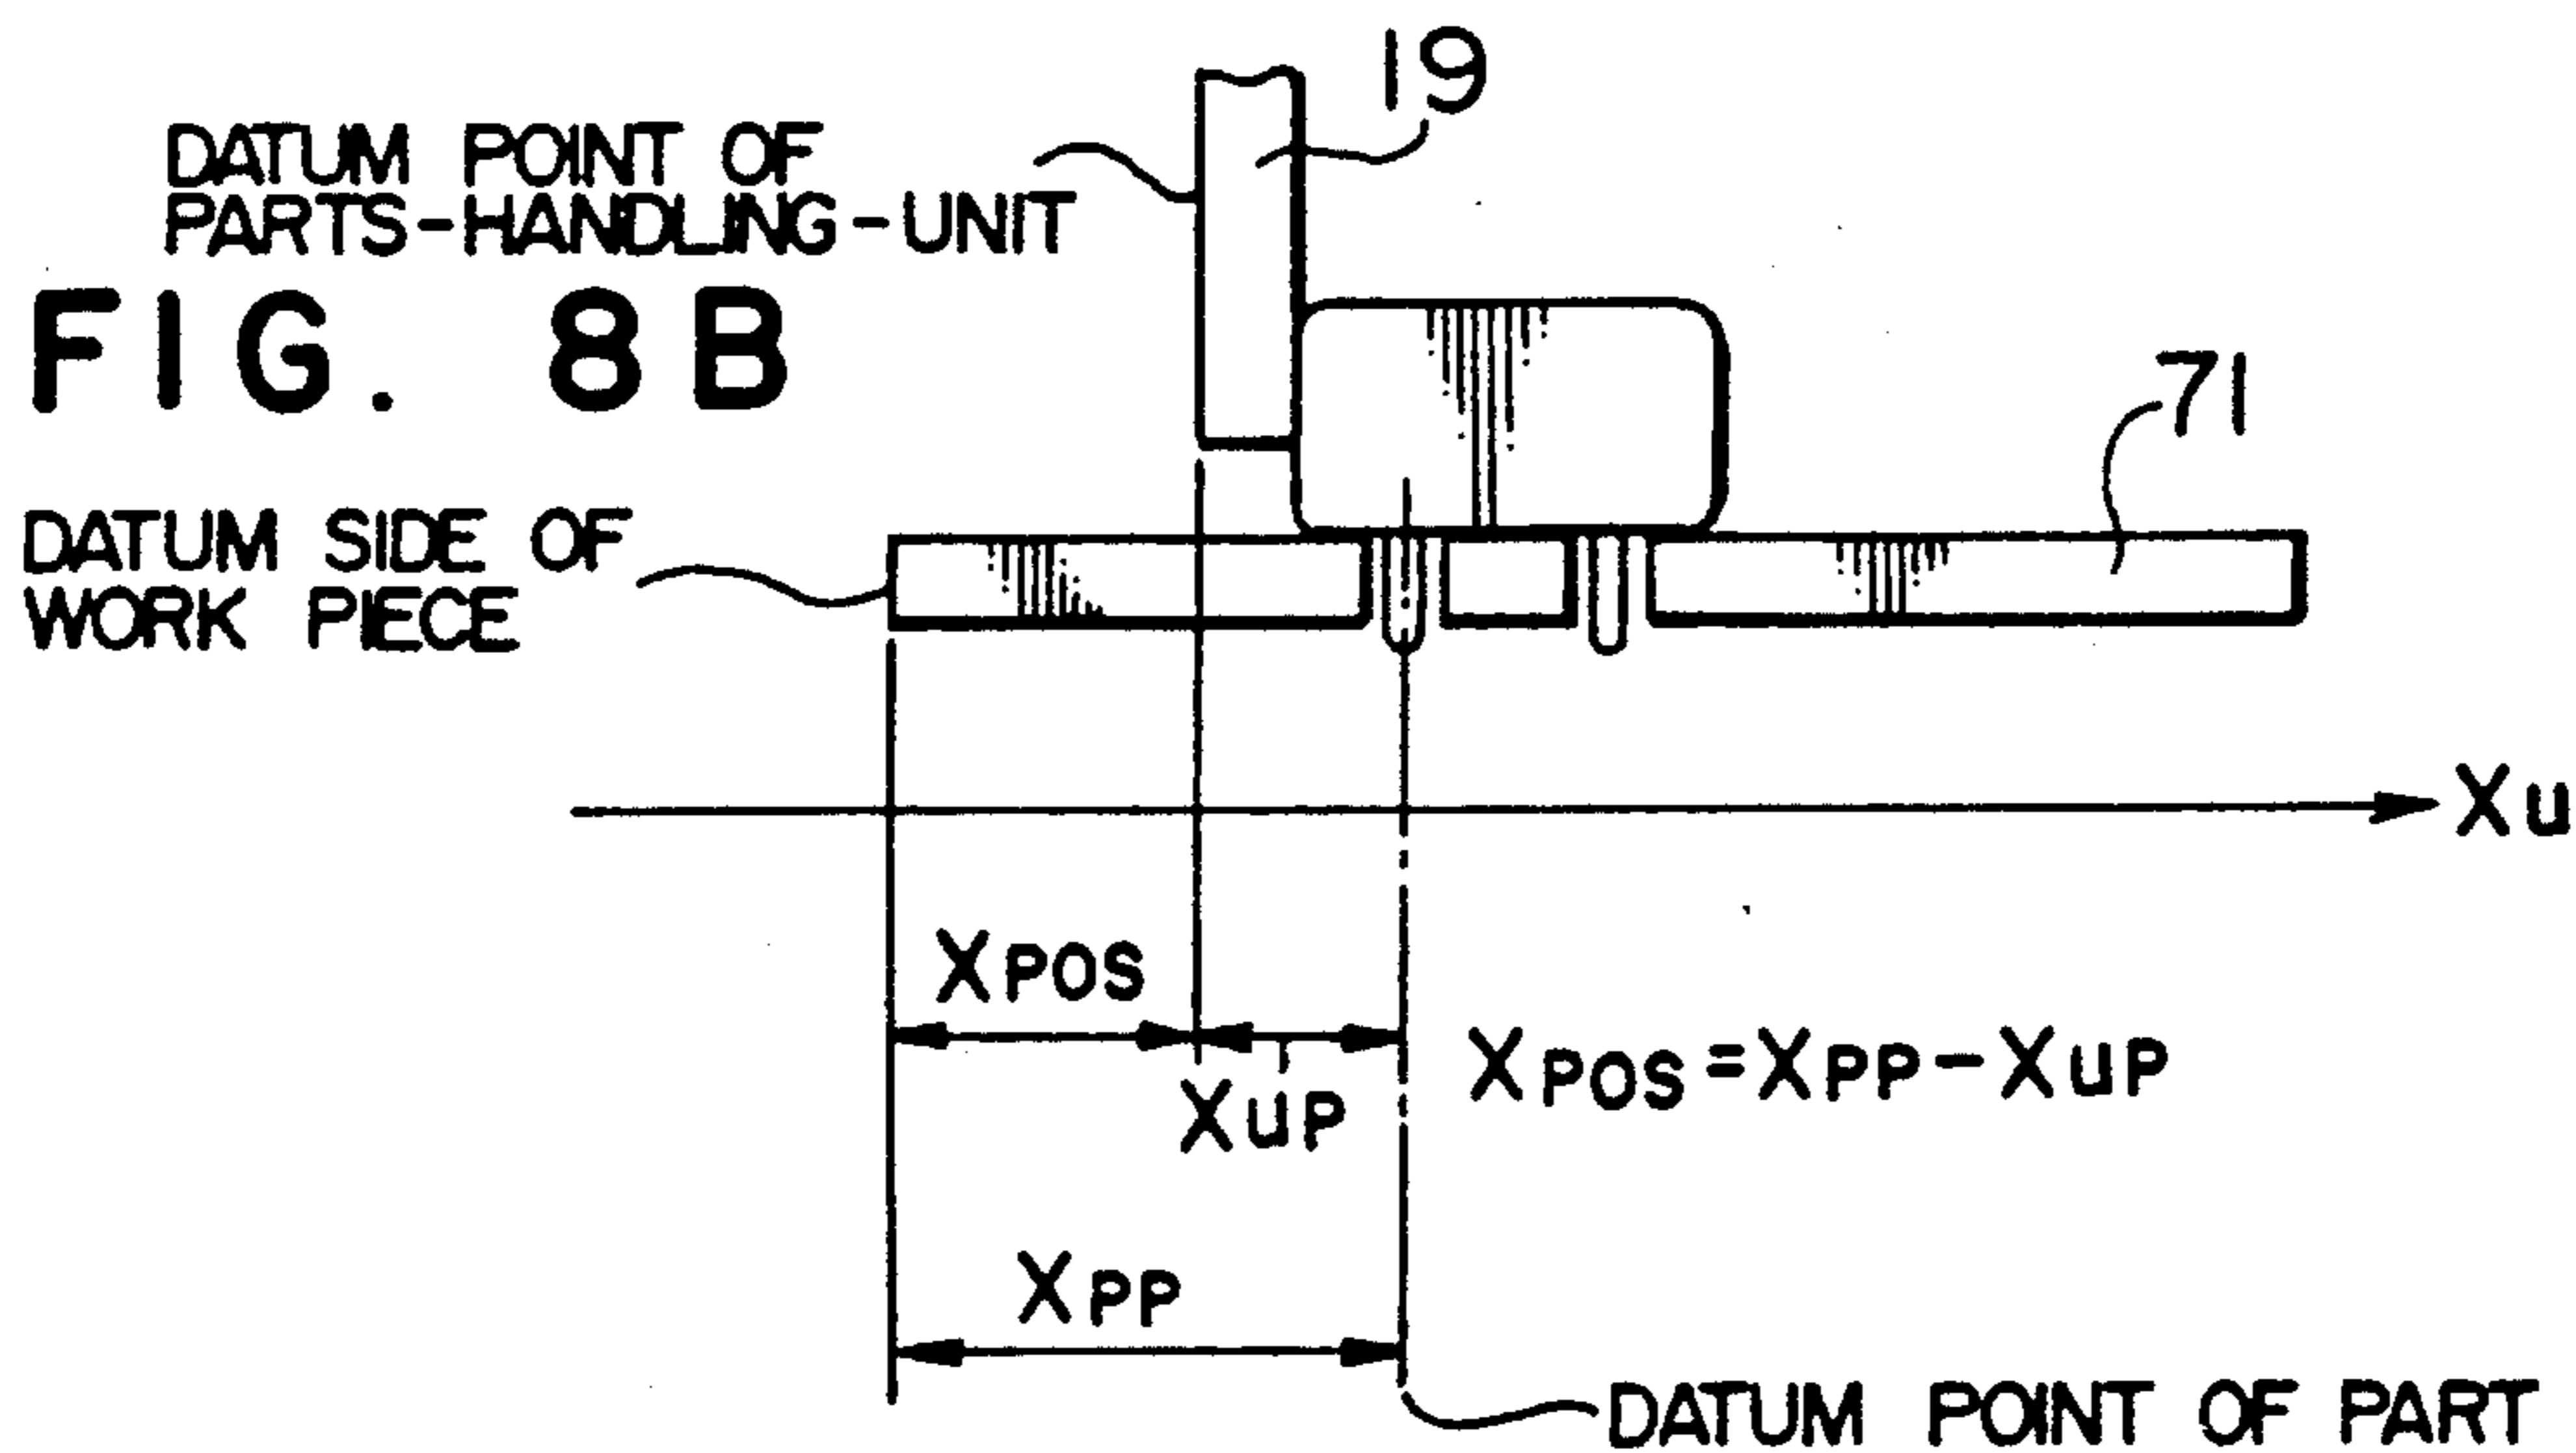 19
DATUM POINT OF
PARTS-HANDLING-UNIT
FIG. 8B
71
DATUM SIDE OF
WORK PIECE
Xu
XPOS
XUP
XPOS=XPP-XUP
XPP
DATUM POINT OF PART